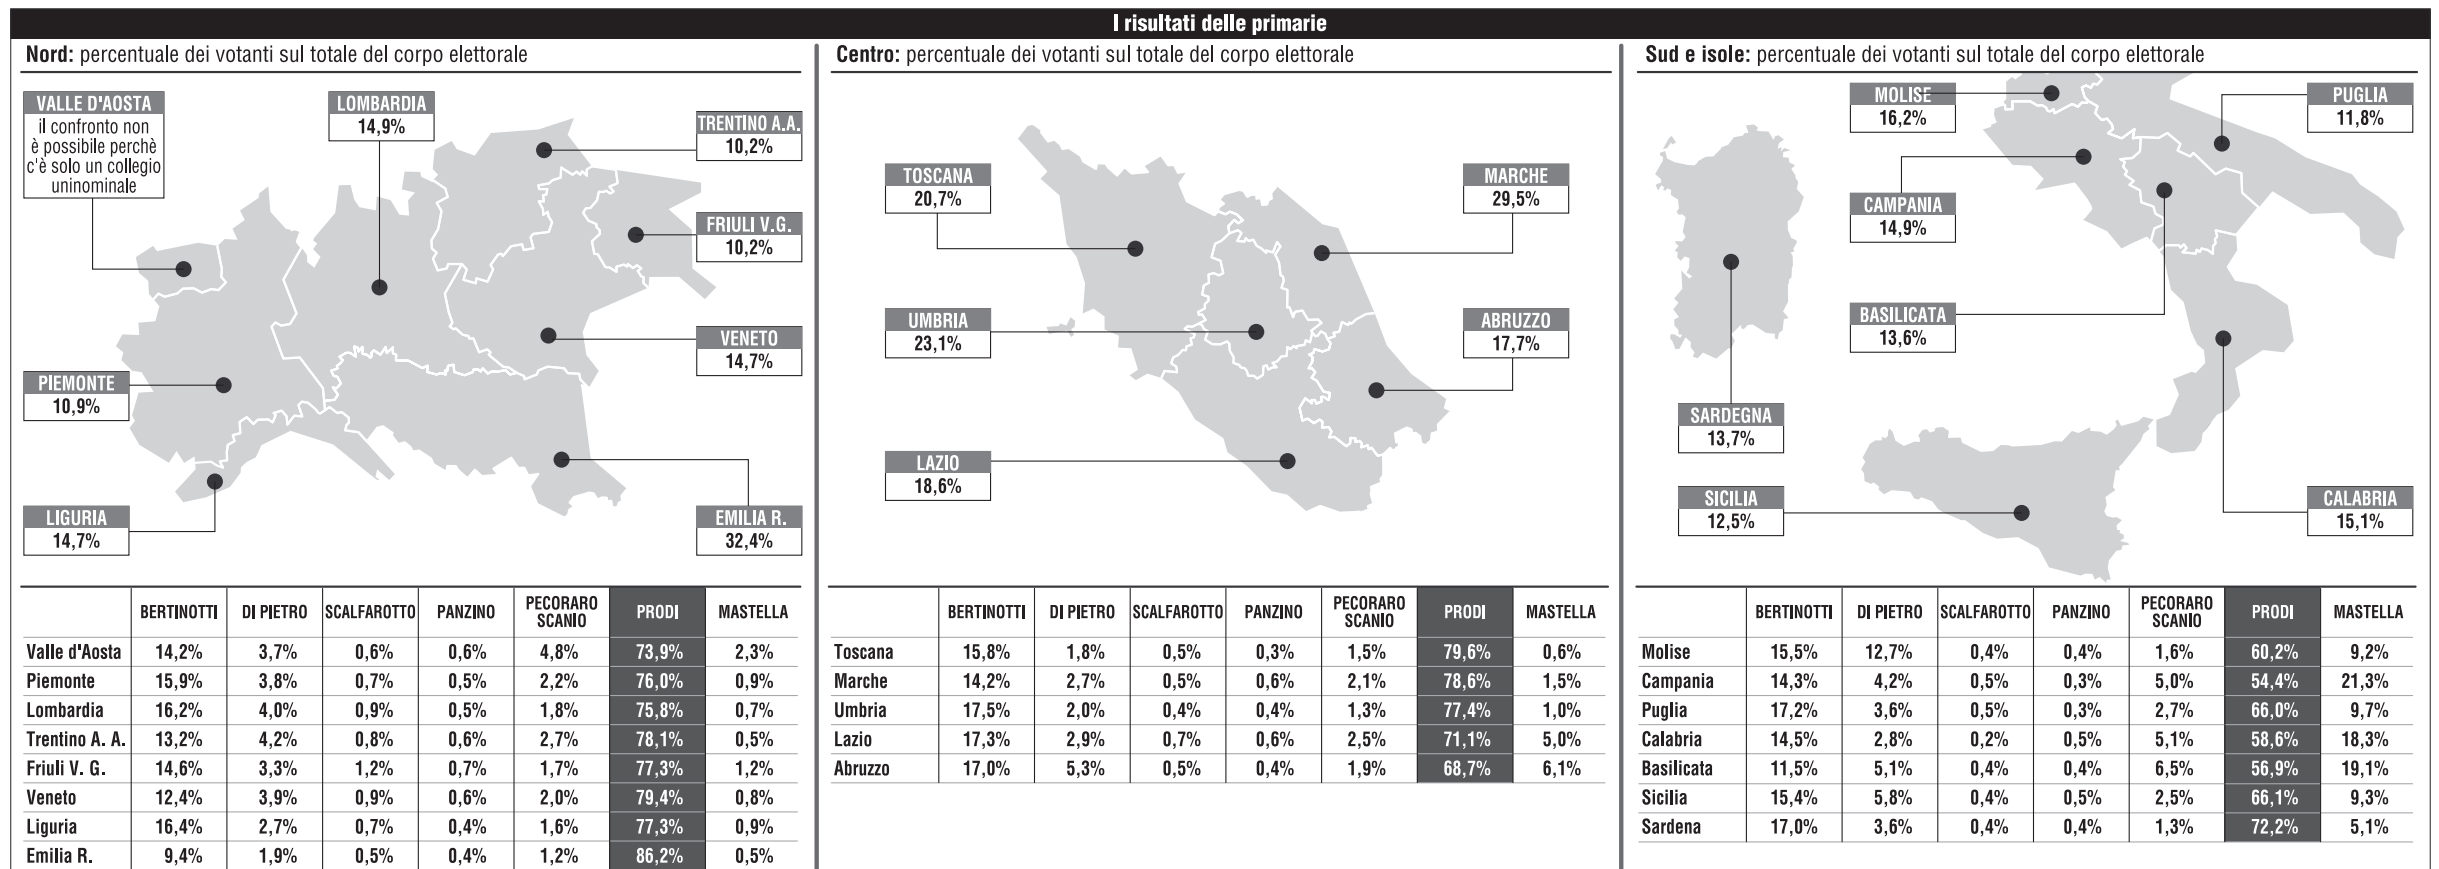 I risultati delle primarie
Nord: percentuale dei votanti sul totale del corpo elettorale
VALLE D'AOSTA
il confronto non
è possibile perchè
c'è solo un collegio
uninominale
LOMBARDIA
14,9%
TRENTINO A.A.
10,2%
FRIULI V.G.
10,2%
VENETO
14,7%
PIEMONTE
10,9%
LIGURIA
14,7%
EMILIA R.
32,4%
BERTINOTTI DI PIETRO SCALFAROTTO PANZINO PECORARO SCANIO PRODI MASTELLA
Valle d'Aosta 14,2% 3,7% 0,6% 0,6% 4,8% 73,9% 2,3%
Piemonte 15,9% 3,8% 0,7% 0,5% 2,2% 76,0% 0,9%
Lombardia 16,2% 4,0% 0,9% 0,5% 1,8% 75,8% 0,7%
Trentino A. A. 13,2% 4,2% 0,8% 0,6% 2,7% 78,1% 0,5%
Friuli V. G. 14,6% 3,3% 1,2% 0,7% 1,7% 77,3% 1,2%
Veneto 12,4% 3,9% 0,9% 0,6% 2,0% 79,4% 0,8%
Liguria 16,4% 2,7% 0,7% 0,4% 1,6% 77,3% 0,9%
Emilia R. 9,4% 1,9% 0,5% 0,4% 1,2% 86,2% 0,5%
Centro: percentuale dei votanti sul totale del corpo elettorale
TOSCANA
20,7%
MARCHE
29,5%
UMBRIA
23,1%
ABRUZZO
17,7%
LAZIO
18,6%
BERTINOTTI DI PIETRO SCALFAROTTO PANZINO PECORARO SCANIO PRODI MASTELLA
Toscana 15,8% 1,8% 0,5% 0,3% 1,5% 79,6% 0,6%
Marche 14,2% 2,7% 0,5% 0,6% 2,1% 78,6% 1,5%
Umbria 17,5% 2,0% 0,4% 0,4% 1,3% 77,4% 1,0%
Lazio 17,3% 2,9% 0,7% 0,6% 2,5% 71,1% 5,0%
Abruzzo 17,0% 5,3% 0,5% 0,4% 1,9% 68,7% 6,1%
Sud e isole: percentuale dei votanti sul totale del corpo elettorale
MOLISE
16,2%
PUGLIA
11,8%
CAMPANIA
14,9%
BASILICATA
13,6%
SARDEGNA
13,7%
SICILIA
12,5%
CALABRIA
15,1%
BERTINOTTI DI PIETRO SCALFAROTTO PANZINO PECORARO SCANIO PRODI MASTELLA
Molise 15,5% 12,7% 0,4% 0,4% 1,6% 60,2% 9,2%
Campania 14,3% 4,2% 0,5% 0,3% 5,0% 54,4% 21,3%
Puglia 17,2% 3,6% 0,5% 0,3% 2,7% 66,0% 9,7%
Calabria 14,5% 2,8% 0,2% 0,5% 5,1% 58,6% 18,3%
Basilicata 11,5% 5,1% 0,4% 0,4% 6,5% 56,9% 19,1%
Sicilia 15,4% 5,8% 0,4% 0,5% 2,5% 66,1% 9,3%
Sardena 17,0% 3,6% 0,4% 0,4% 1,3% 72,2% 5,1%